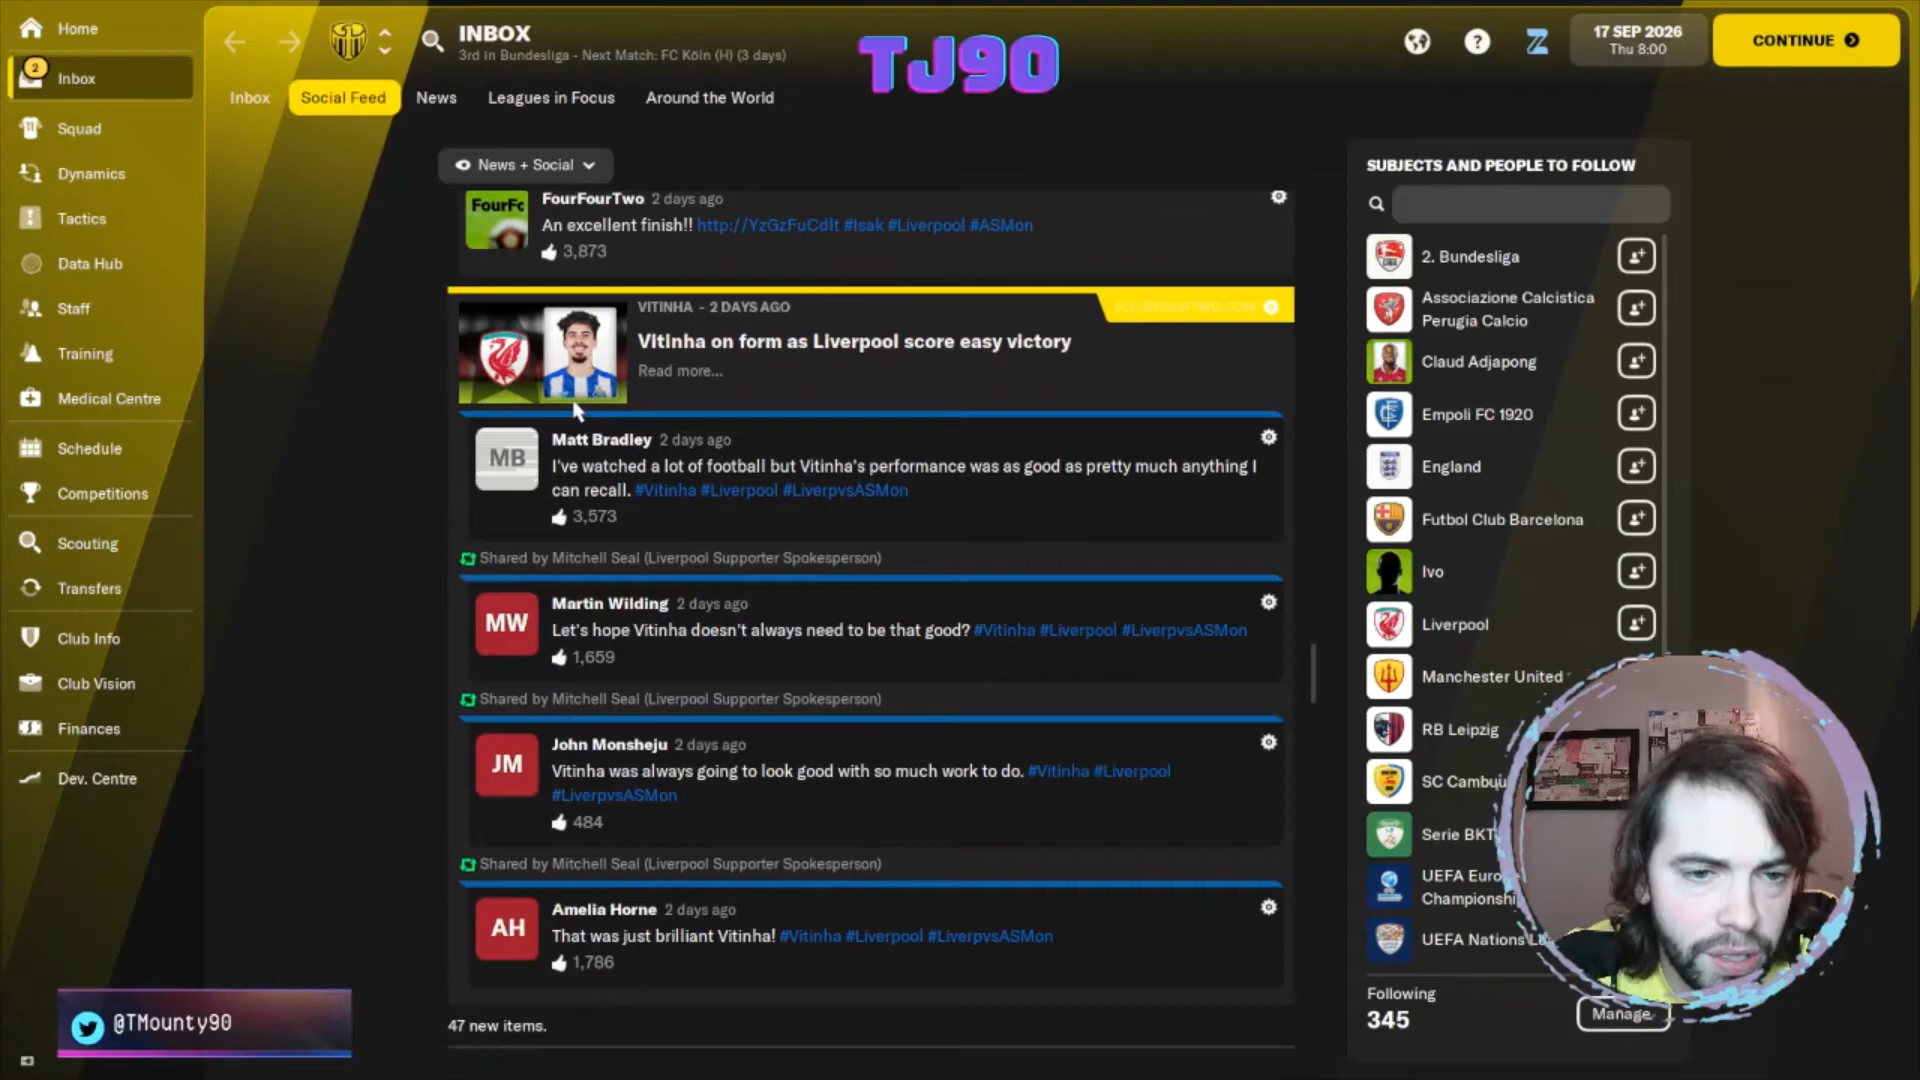 Home
2
Inbox
Squad
Dynamics
Tactics
Data Hub
Staff
Training
Medical Centre
Schedule
Competitions
Scouting
Transfers
Club Info
Club Vision
Finances
Dev. Centre
@TMounty90
INBOX
3rd in Bundesliga - Next Match: FC Köln (H) (3 days)
TJ90
17 SEP 2026
Thu 8:00
CONTINUE
Inbox
Social Feed
News
Leagues in Focus
Around the World
News + Social
FourFc
FourFourTwo 2 days ago
An excellent finish!! http://YzGzFuCdlt #Isak #Liverpool #ASMon
3,873
VITINHA - 2 DAYS AGO
Vitinha on form as Liverpool score easy victory
Read more...
MB
Matt Bradley 2 days ago
I've watched a lot of football but Vitinha's performance was as good as pretty much anything I
can recall. #Vitinha #Liverpool #LiverpvsASMon
3,573
Shared by Mitchell Seal (Liverpool Supporter Spokesperson)
MW
Martin Wilding 2 days ago
Let's hope Vitinha doesn't always need to be that good? #Vitinha #Liverpool #LiverpvsASMon
1,659
Shared by Mitchell Seal (Liverpool Supporter Spokesperson)
JM
John Monsheju 2 days ago
Vitinha was always going to look good with so much work to do. #Vitinha #Liverpool
#LiverpvsASMon
484
Shared by Mitchell Seal (Liverpool Supporter Spokesperson)
AH
Amelia Horne 2 days ago
That was just brilliant Vitinha! #Vitinha #Liverpool #LiverpvsASMon
1,786
47 new items.
SUBJECTS AND PEOPLE TO FOLLOW
2. Bundesliga
Associazione Calcistica
Perugia Calcio
Claud Adjapong
Empoli FC 1920
England
Futbol Club Barcelona
Ivo
Liverpool
Manchester United
RB Leipzig
SC Cambuu
Serie BKT
UEFA Euro
Championshi
UEFA Nations Le
Following
345
Manage